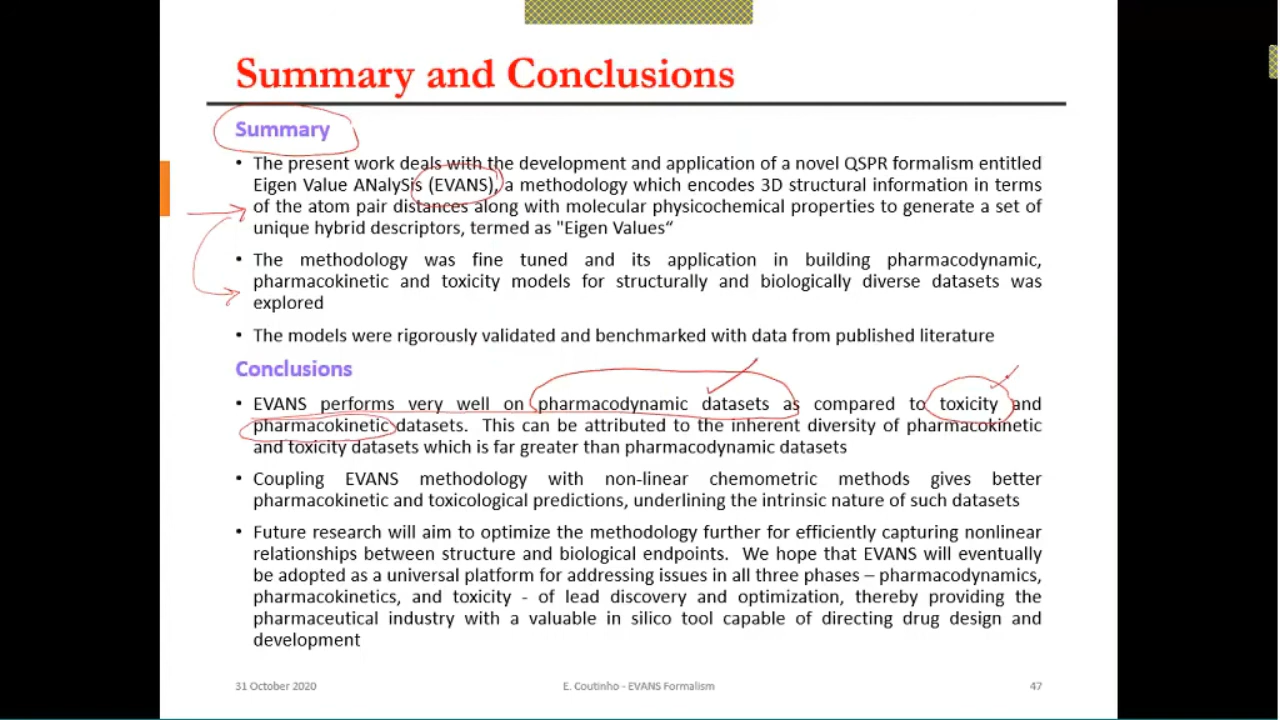 Summary and Conclusions
Summary
• The present work deals with the development and application of a novel QSPR formalism entitled
Eigen Value ANalySis (EVANS), a methodology which encodes 3D structural information in terms
of the atom pair distances along with molecular physicochemical properties to generate a set of
unique hybrid descriptors, termed as "Eigen Values“
• The methodology was fine tuned and its application in building pharmacodynamic,
pharmacokinetic and toxicity models for structurally and biologically diverse datasets was
explored
• The models were rigorously validated and benchmarked with data from published literature
Conclusions
• EVANS performs very well on pharmacodynamic datasets as compared to toxicity and
pharmacokinetic datasets. This can be attributed to the inherent diversity of pharmacokinetic
and toxicity datasets which is far greater than pharmacodynamic datasets
• Coupling EVANS methodology with non-linear chemometric methods gives better
pharmacokinetic and toxicological predictions, underlining the intrinsic nature of such datasets
• Future research will aim to optimize the methodology further for efficiently capturing nonlinear
relationships between structure and biological endpoints. We hope that EVANS will eventually
be adopted as a universal platform for addressing issues in all three phases – pharmacodynamics,
pharmacokinetics, and toxicity - of lead discovery and optimization, thereby providing the
pharmaceutical industry with a valuable in silico tool capable of directing drug design and
development
31 October 2020 E. Coutinho - EVANS Formalism 47